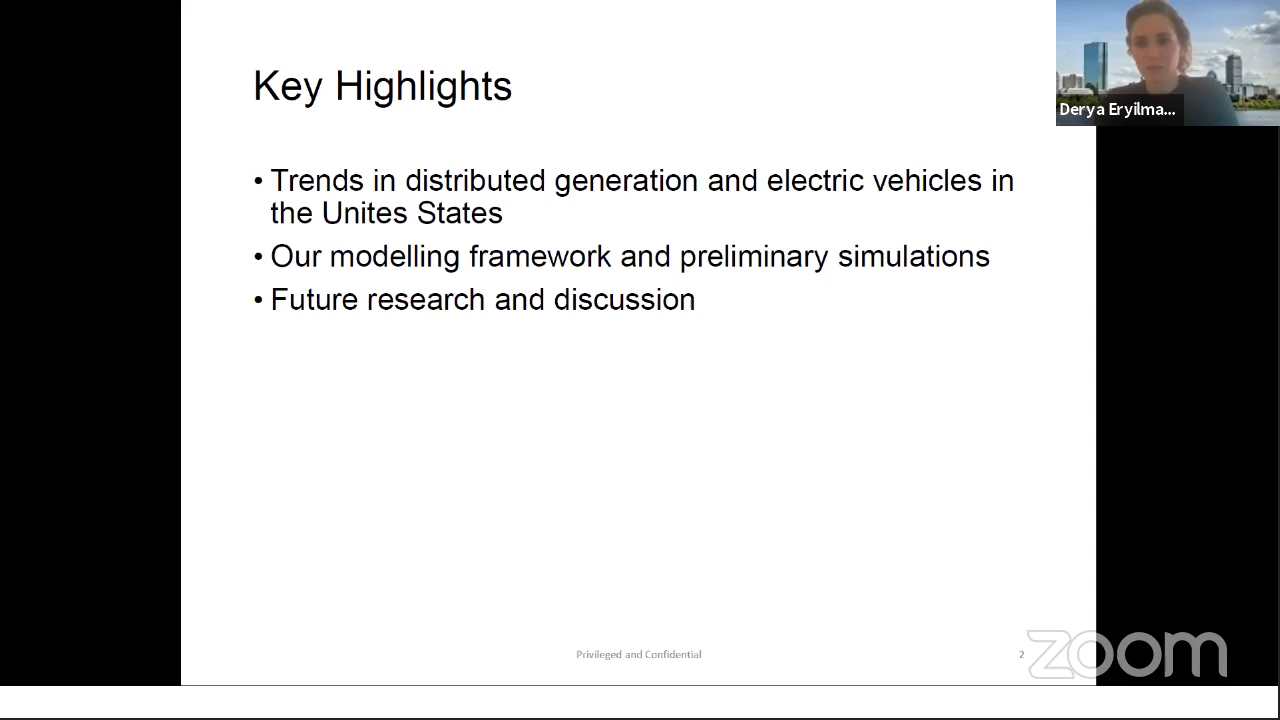 Key Highlights
Derya Eryilma...
• Trends in distributed generation and electric vehicles in
the Unites States
• Our modelling framework and preliminary simulations
• Future research and discussion
Privileged and Confidential
2
zoom